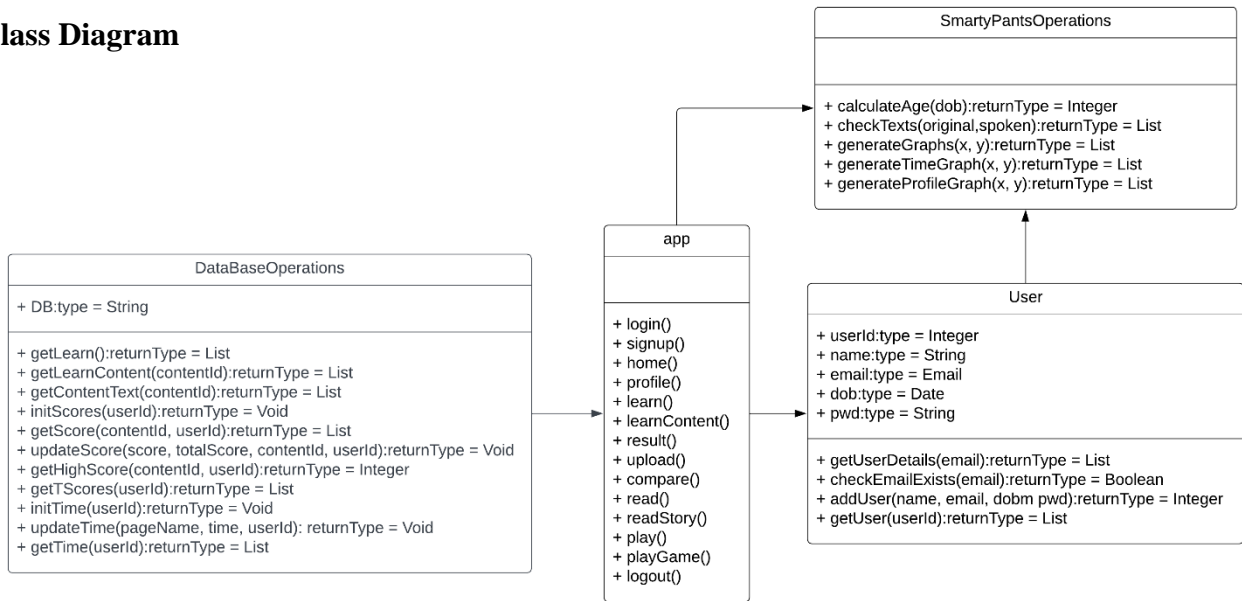 lass Diagram
SmartyPantsOperations
+ calculateAge(dob):returnType = Integer
+ checkTexts(original,spoken):returnType = List
+ generateGraphs(x, y):returnType = List
+ generateTimeGraph(x, y):returnType = List
+ generateProfileGraph(x, y):returnType = List
DataBaseOperations
+ DB:type = String
+ getLearn():returnType = List
+ getLearnContent(contentId):returnType = List
+ getContentText(contentId):returnType = List
+ initScores(userId):returnType = Void
+ getScore(contentId, userId):returnType = List
+ updateScore(score, totalScore, contentId, userId):returnType = Void
+ getHighScore(contentId, userId):returnType = Integer
+ getTScores(userId):returnType = List
+ initTime(userId):returnType = Void
+ updateTime(pageName, time, userId): returnType = Void
+ getTime(userId):returnType = List
app
+ login()
+ signup()
+ home()
+ profile()
+ learn()
+ learnContent()
+ result()
+ upload()
+ compare()
+ read()
+ readStory()
+ play()
+ playGame()
+ logout()
User
+ userId:type = Integer
+ name:type = String
+ email:type = Email
+ dob:type = Date
+ pwd:type = String
+ getUserDetails(email):returnType = List
+ checkEmailExists(email):returnType = Boolean
+ addUser(name, email, dobm pwd):returnType = Integer
+ getUser(userId):returnType = List